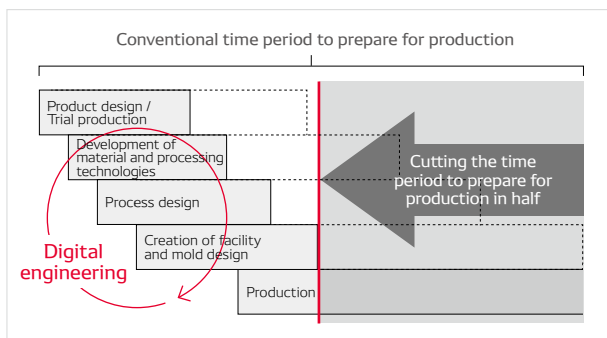 Conventional time period to prepare for production
Product design /
Trial production
Development of
material and processing
technologies
Cutting the time
period to prepare for
production in half
Process design
Digital
engineering
Creation of facility
and mold design
Production